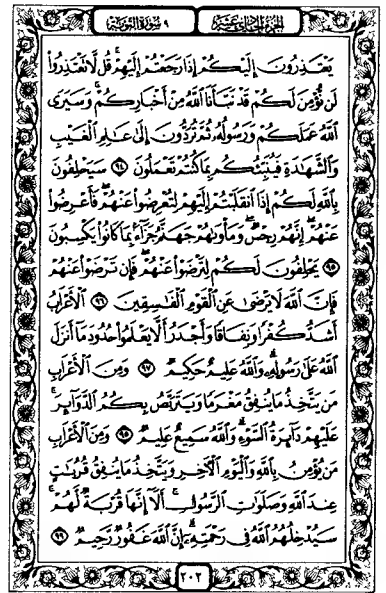 الجزء الحادي عشر ٩ سورة التوبة
يَعْتَذِرُونَ إِلَيْكُمْ إِذَا رَجَعْتُمْ إِلَيْهِمْ ۚ قُل لَّا تَعْتَذِرُوا
لَن نُّؤْمِنَ لَكُمْ قَدْ نَبَّأَنَا اللَّهُ مِنْ أَخْبَارِكُمْ ۚ وَسَيَرَى
اللَّهُ عَمَلَكُمْ وَرَسُولُهُ ثُمَّ تُرَدُّونَ إِلَىٰ عَالِمِ الْغَيْبِ
وَالشَّهَادَةِ فَيُنَبِّئُكُم بِمَا كُنتُمْ تَعْمَلُونَ ٩٤ سَيَحْلِفُونَ
بِاللَّهِ لَكُمْ إِذَا انقَلَبْتُمْ إِلَيْهِمْ لِتُعْرِضُوا عَنْهُمْ ۖ فَأَعْرِضُوا
عَنْهُمْ ۖ إِنَّهُمْ رِجْسٌ ۖ وَمَأْوَاهُمْ جَهَنَّمُ جَزَاءً بِمَا كَانُوا يَكْسِبُونَ
٩٥ يَحْلِفُونَ لَكُمْ لِتَرْضَوْا عَنْهُمْ ۖ فَإِن تَرْضَوْا عَنْهُمْ
فَإِنَّ اللَّهَ لَا يَرْضَىٰ عَنِ الْقَوْمِ الْفَاسِقِينَ ٩٦ الْأَعْرَابُ
أَشَدُّ كُفْرًا وَنِفَاقًا وَأَجْدَرُ أَلَّا يَعْلَمُوا حُدُودَ مَا أَنزَلَ
اللَّهُ عَلَىٰ رَسُولِهِ ۗ وَاللَّهُ عَلِيمٌ حَكِيمٌ ٩٧ وَمِنَ الْأَعْرَابِ
مَن يَتَّخِذُ مَا يُنفِقُ مَغْرَمًا وَيَتَرَبَّصُ بِكُمُ الدَّوَائِرَ ۚ
عَلَيْهِمْ دَائِرَةُ السَّوْءِ ۗ وَاللَّهُ سَمِيعٌ عَلِيمٌ ٩٨ وَمِنَ الْأَعْرَابِ
مَن يُؤْمِنُ بِاللَّهِ وَالْيَوْمِ الْآخِرِ وَيَتَّخِذُ مَا يُنفِقُ قُرُبَاتٍ
عِندَ اللَّهِ وَصَلَوَاتِ الرَّسُولِ ۚ أَلَا إِنَّهَا قُرْبَةٌ لَّهُمْ ۚ
سَيُدْخِلُهُمُ اللَّهُ فِي رَحْمَتِهِ ۗ إِنَّ اللَّهَ غَفُورٌ رَّحِيمٌ ٩٩
٢٠٢